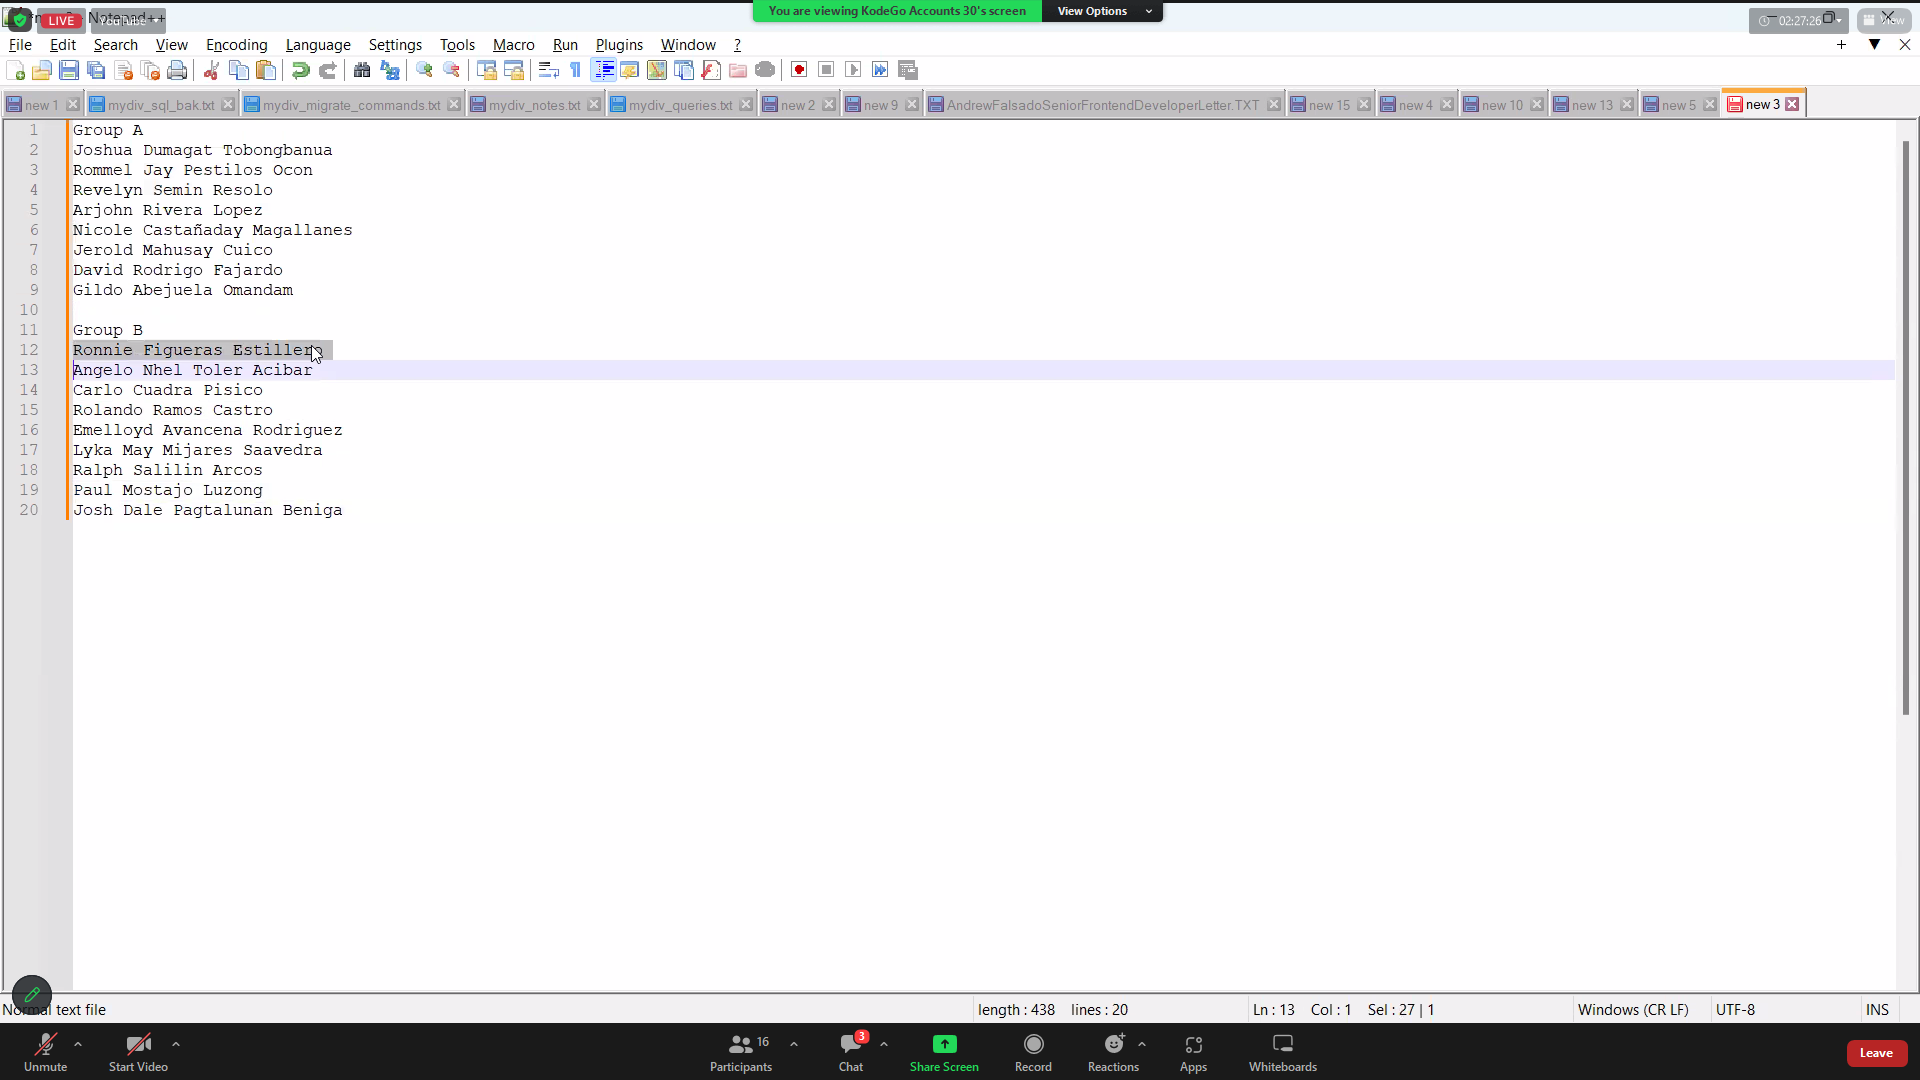 LIVE
You are viewing KodeGo Accounts 30's screen View Options
02:27:26
View
File Edit Search View Encoding Language Settings Tools Macro Run Plugins Window ?
new 1 mydiv_sql_bak.txt mydiv_migrate_commands.txt mydiv_notes.txt mydiv_queries.txt new 2 new 9 AndrewFalsadoSeniorFrontendDeveloperLetter.TXT new 15 new 4 new 10 new 13 new 5 new 3
1 Group A
2 Joshua Dumagat Tobongbanua
3 Rommel Jay Pestilos Ocon
4 Revelyn Semin Resolo
5 Arjohn Rivera Lopez
6 Nicole Castañaday Magallanes
7 Jerold Mahusay Cuico
8 David Rodrigo Fajardo
9 Gildo Abejuela Omandam
10
11 Group B
12 Ronnie Figueras Estillero
13 Angelo Nhel Toler Acibar
14 Carlo Cuadra Pisico
15 Rolando Ramos Castro
16 Emelloyd Avancena Rodriguez
17 Lyka May Mijares Saavedra
18 Ralph Salilin Arcos
19 Paul Mostajo Luzong
20 Josh Dale Pagtalunan Beniga
Normal text file length : 438 lines : 20 Ln : 13 Col : 1 Sel : 27 | 1 Windows (CR LF) UTF-8 INS
Unmute Start Video 16 Participants 3 Chat Share Screen Record Reactions Apps Whiteboards Leave